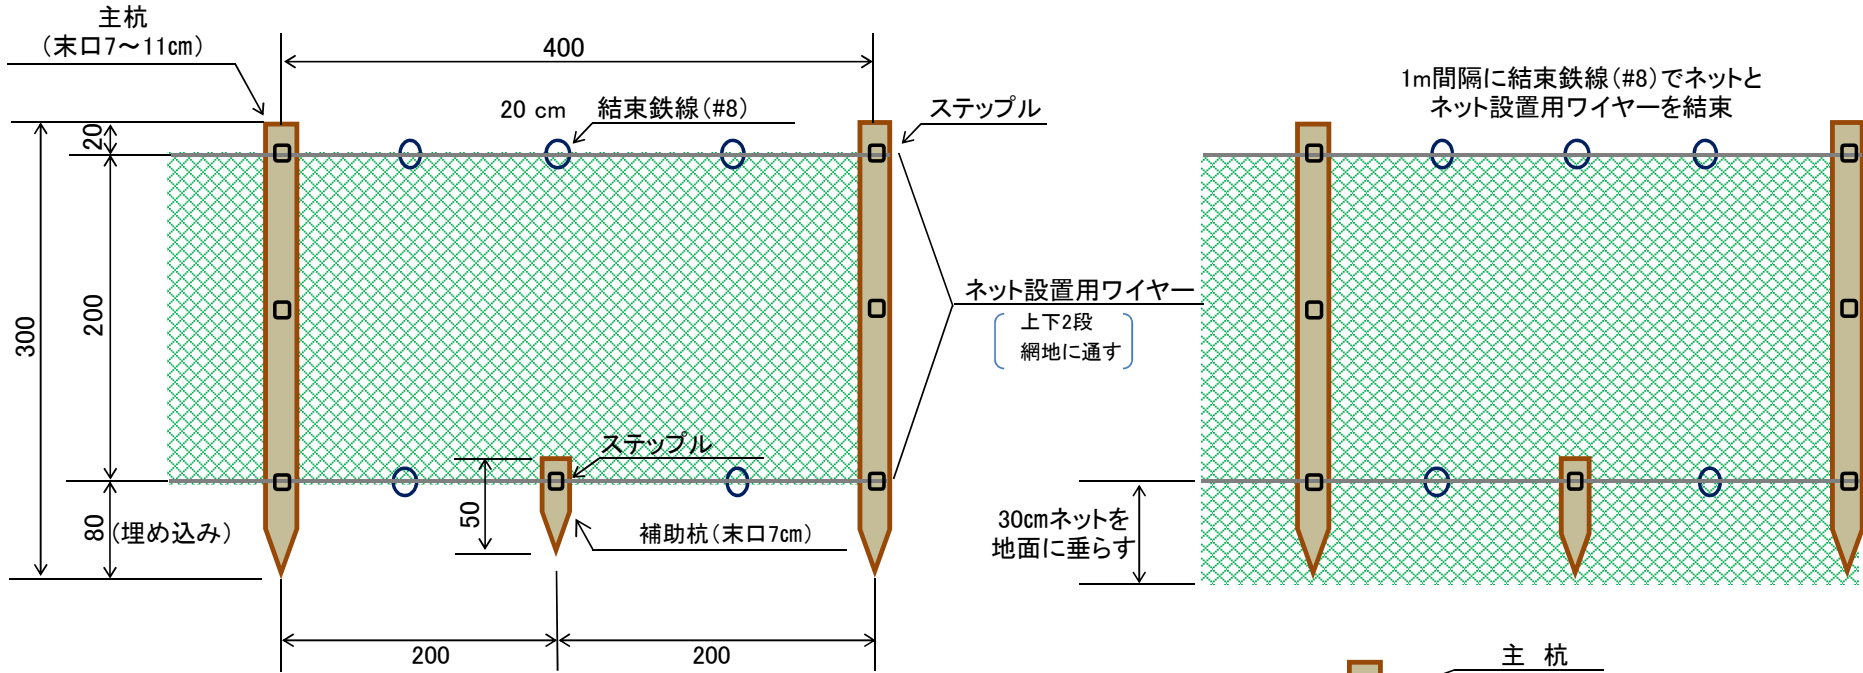 主杭
（末口7～11cm）
400
20 cm
結束鉄線（#8）
ステップル
20
200
300
80
(埋め込み)
ステップル
50
補助杭（末口7cm）
200
200
ネット設置用ワイヤー
上下2段
網地に通す
1m間隔に結束鉄線（#8）でネットと
ネット設置用ワイヤーを結束
30cmネットを
地面に垂らす
主 杭